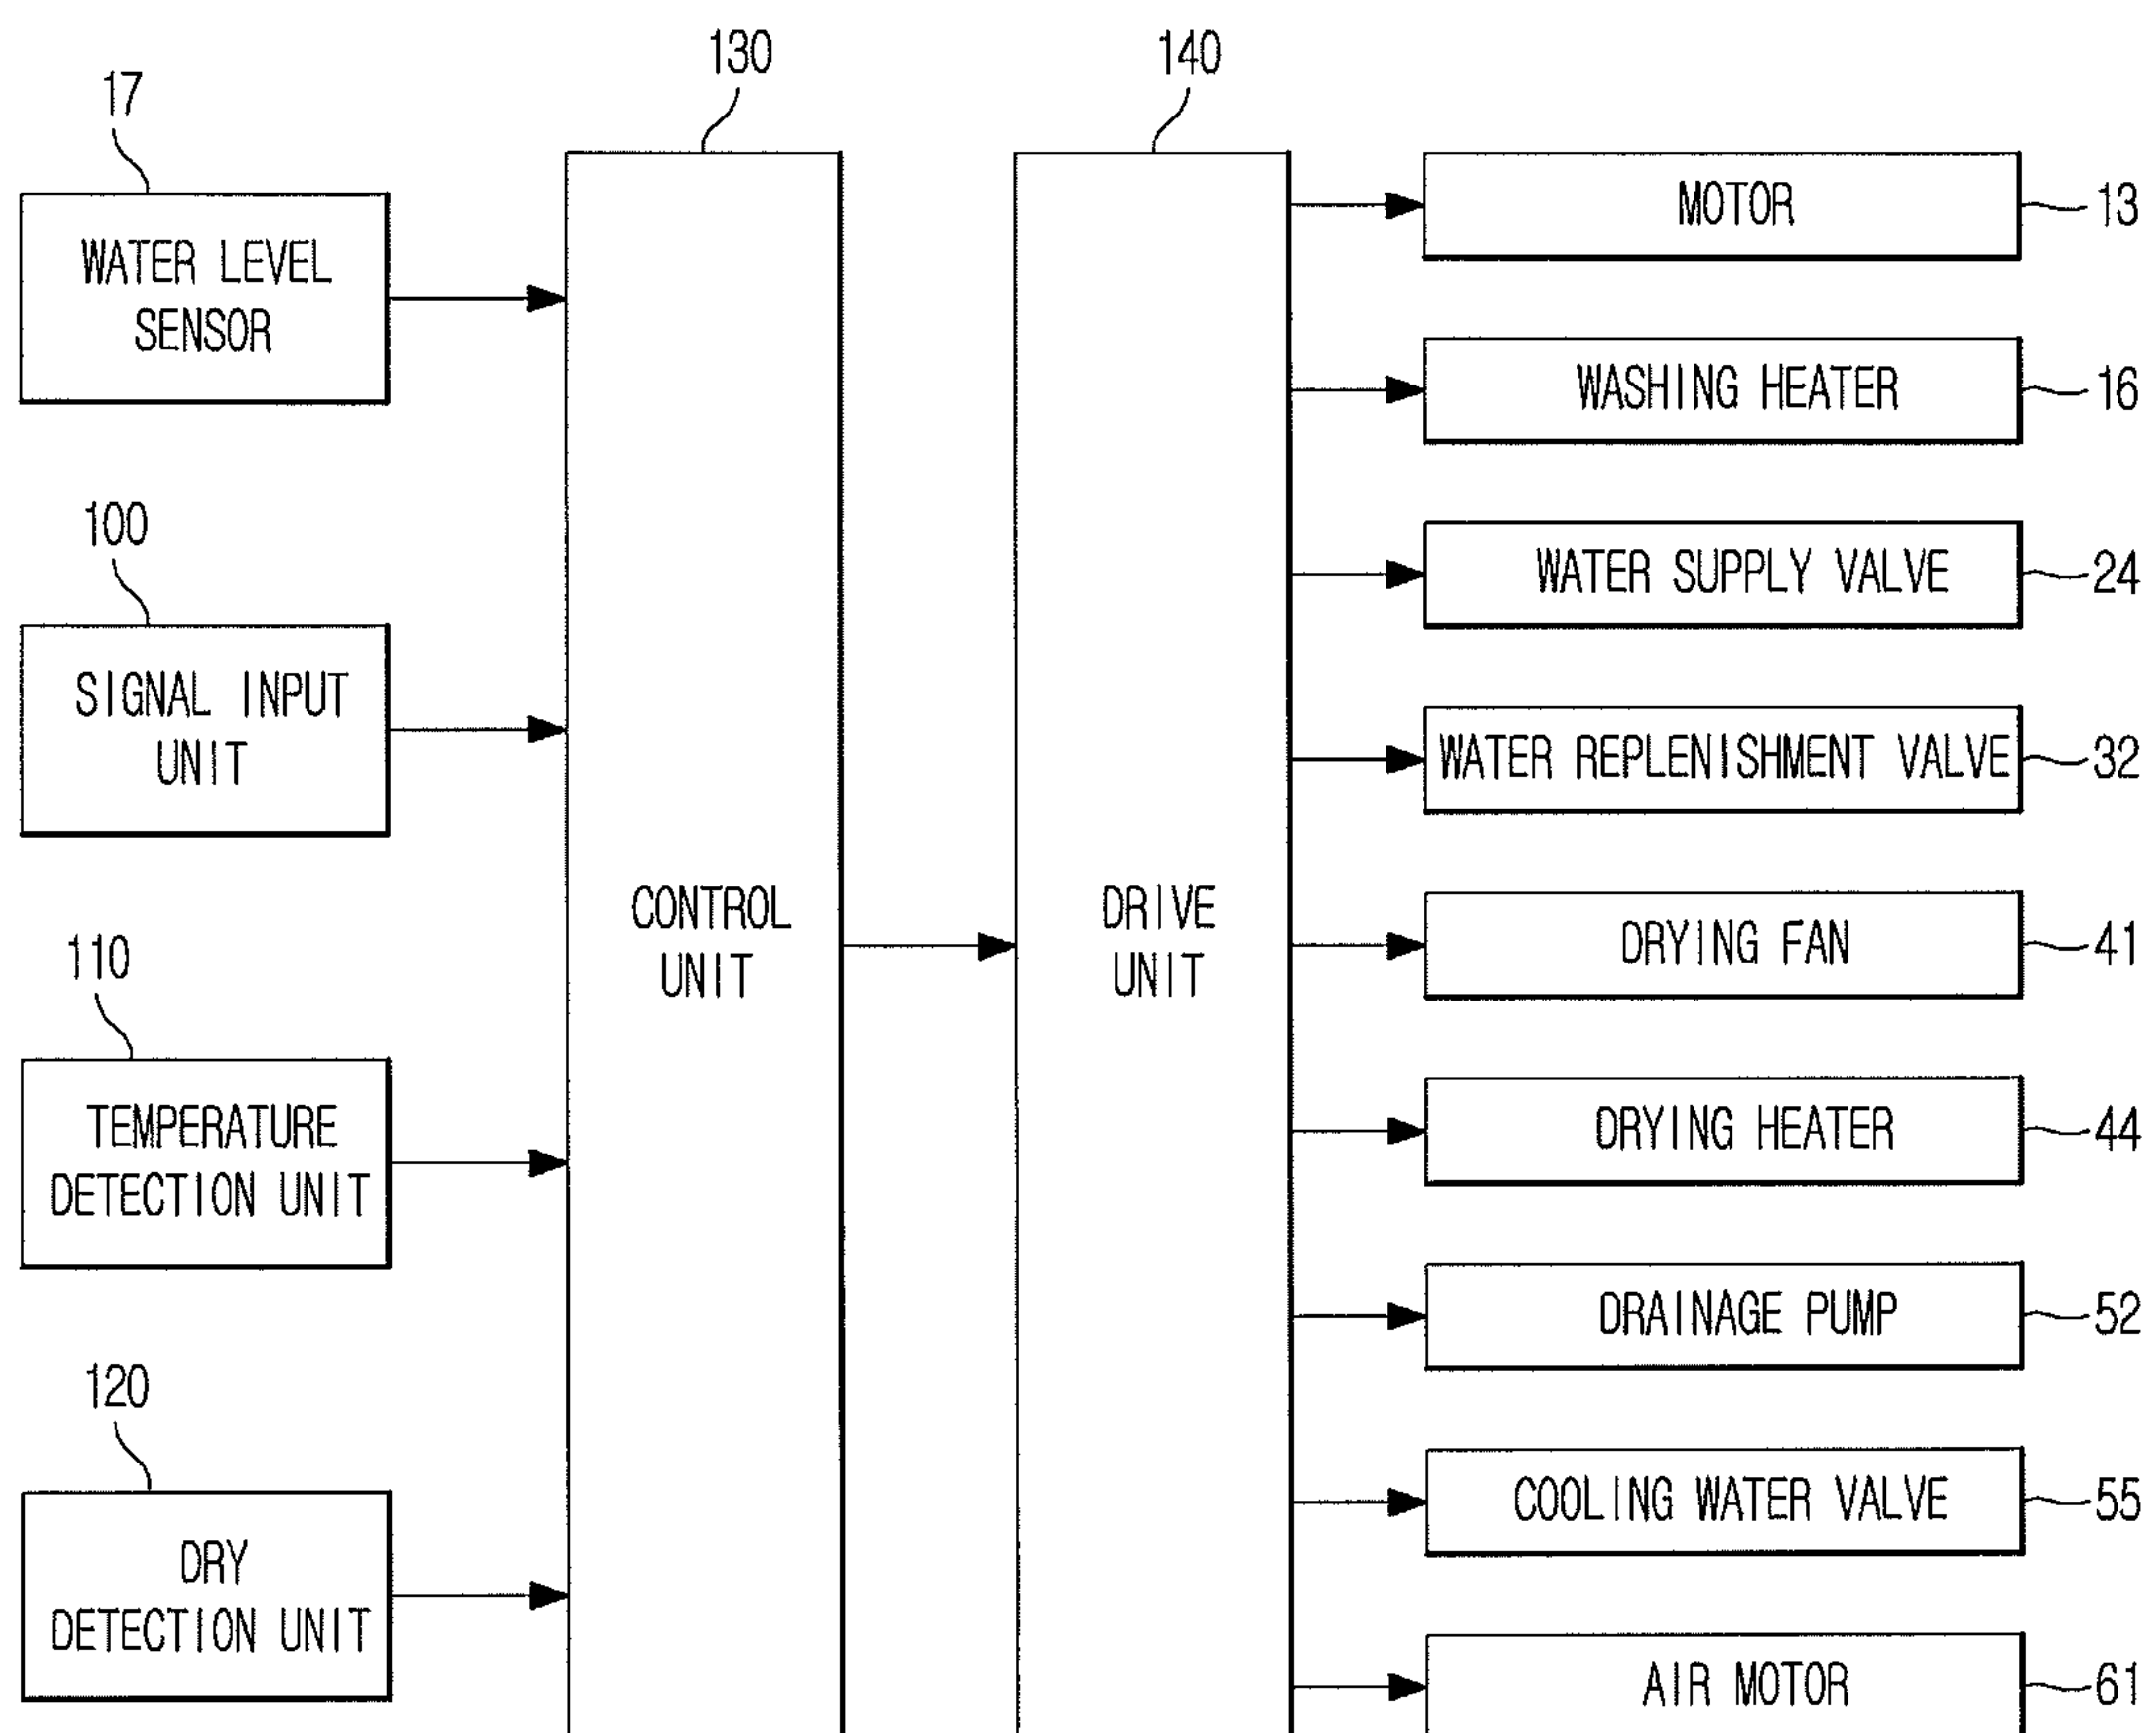 130
140
17
WATER LEVEL
SENSOR
100
SIGNAL INPUT
UNIT
110
TEMPERATURE
DETECTION UNIT
120
DRY
DETECTION UNIT
CONTROL
UNIT
DRIVE
UNIT
MOTOR
13
WASHING HEATER
16
WATER SUPPLY VALVE
24
WATER REPLENISHMENT VALVE
32
DRYING FAN
41
DRYING HEATER
44
DRAINAGE PUMP
52
COOLING WATER VALVE
55
AIR MOTOR
61